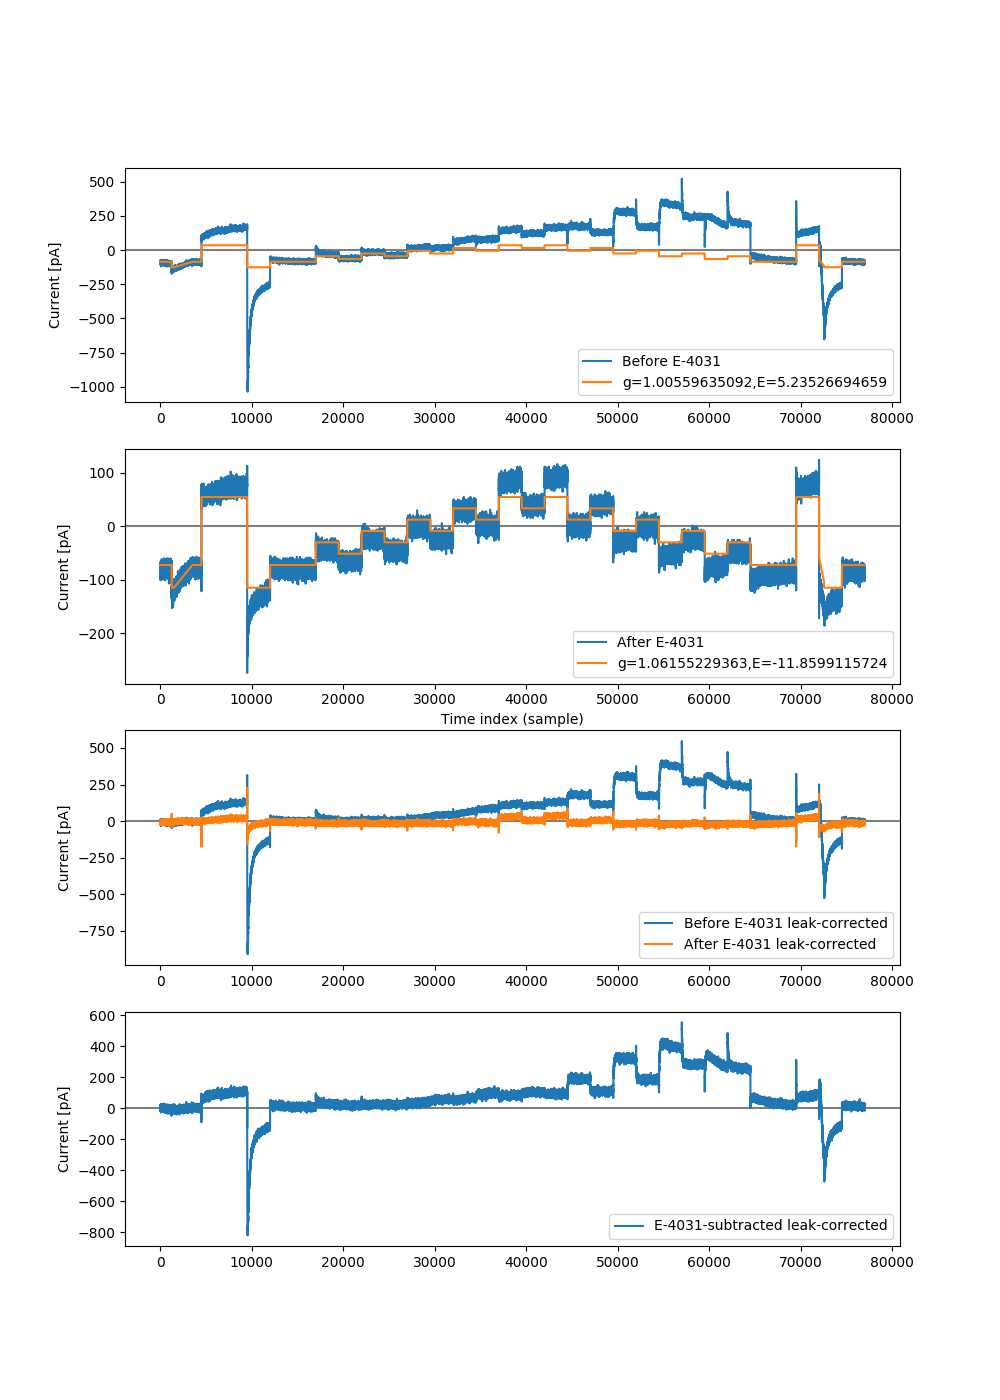 500
250
0
−250
−500
−750
−1000
Current [pA]
Before E-4031
g=1.00559635092,E=5.23526694659
0 10000 20000 30000 40000 50000 60000 70000 80000
100
0
−100
−200
Current [pA]
After E-4031
g=1.06155229363,E=-11.8599115724
0 10000 20000 30000 40000 50000 60000 70000 80000
Time index (sample)
500
250
0
−250
−500
−750
Current [pA]
Before E-4031 leak-corrected
After E-4031 leak-corrected
0 10000 20000 30000 40000 50000 60000 70000 80000
600
400
200
0
−200
−400
−600
−800
Current [pA]
E-4031-subtracted leak-corrected
0 10000 20000 30000 40000 50000 60000 70000 80000